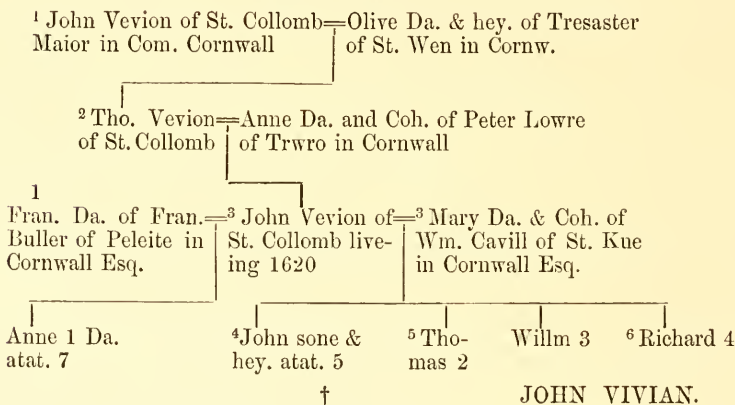 ¹ John Vevion of St. Collomb=Olive Da. & hey. of Tresaster
Maior in Com. Cornwall of St. Wen in Cornw.
² Tho. Vevion=Anne Da. and Coh. of Peter Lowre
of St. Collomb of Trwro in Cornwall
1
Fran. Da. of Fran.=³ John Vevion of=³ Mary Da. & Coh. of
Buller of Peleite in St. Collomb live- Wm. Cavill of St. Kue
Cornwall Esq. ing 1620 in Cornwall Esq.
Anne 1 Da. ⁴John sone & ⁵ Tho- Willm 3 ⁶ Richard 4
atat. 7 hey. atat. 5 mas 2
† JOHN VIVIAN.